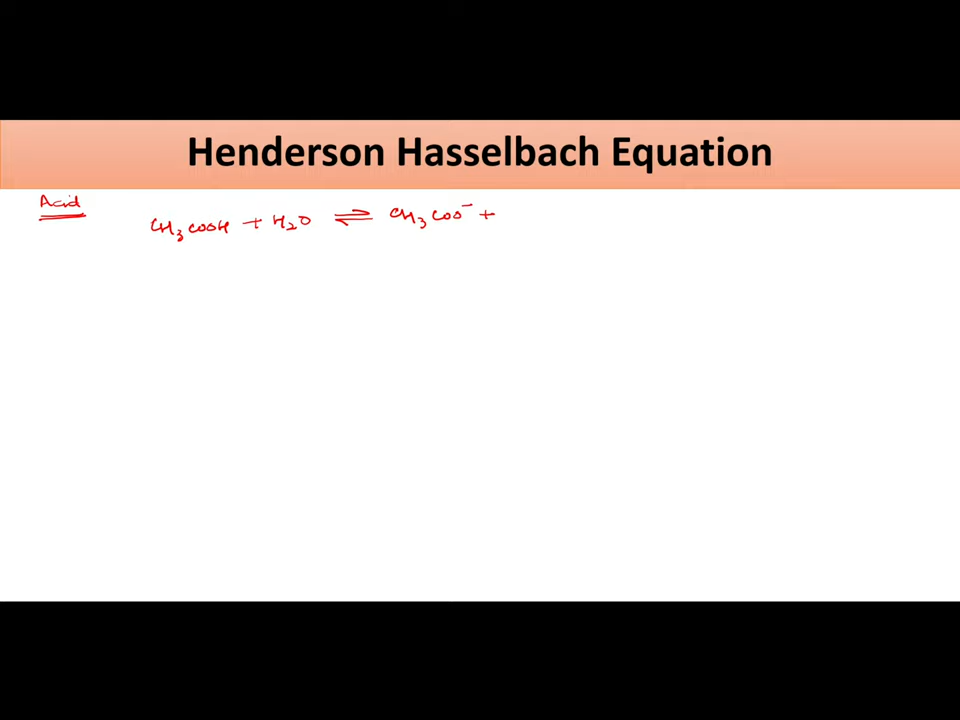 Henderson Hasselbach Equation
Acid
CH₃COOH + H₂O ⇌ CH₃COO⁻ +